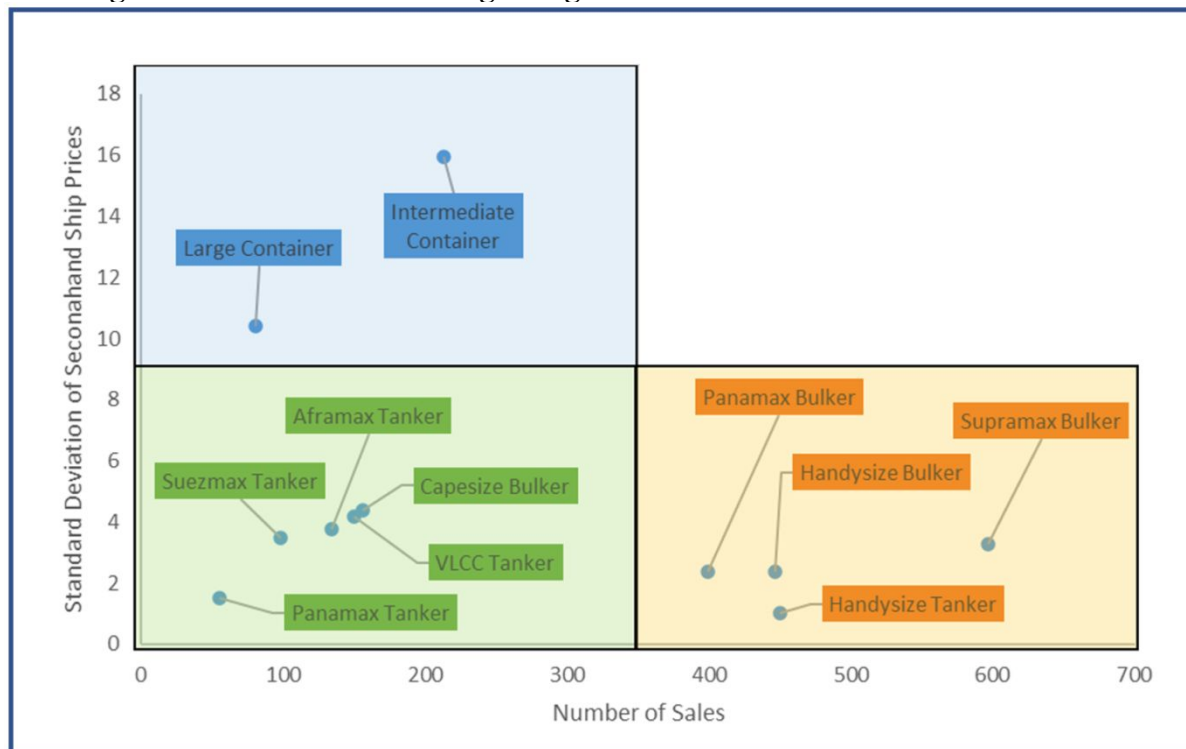 18
16
14
12
10
8
6
4
2
0
Standard Deviation of Seconahand Ship Prices
Intermediate
Container
Large Container
Aframax Tanker
Suezmax Tanker
Capesize Bulker
VLCC Tanker
Panamax Tanker
Panamax Bulker
Supramax Bulker
Handysize Bulker
Handysize Tanker
0 100 200 300 400 500 600 700
Number of Sales